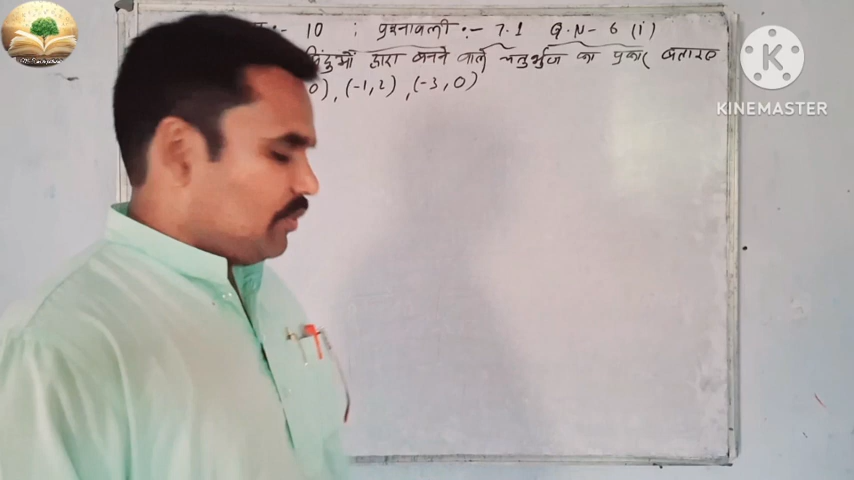 :- 10 ; प्रश्नावली :- 7.1 Q.N- 6 (i)
बिंदुओं द्वारा बनने वाले चतुर्भुज का प्रकार बताइए
0), (-1,2), (-3,0)
KINEMASTER